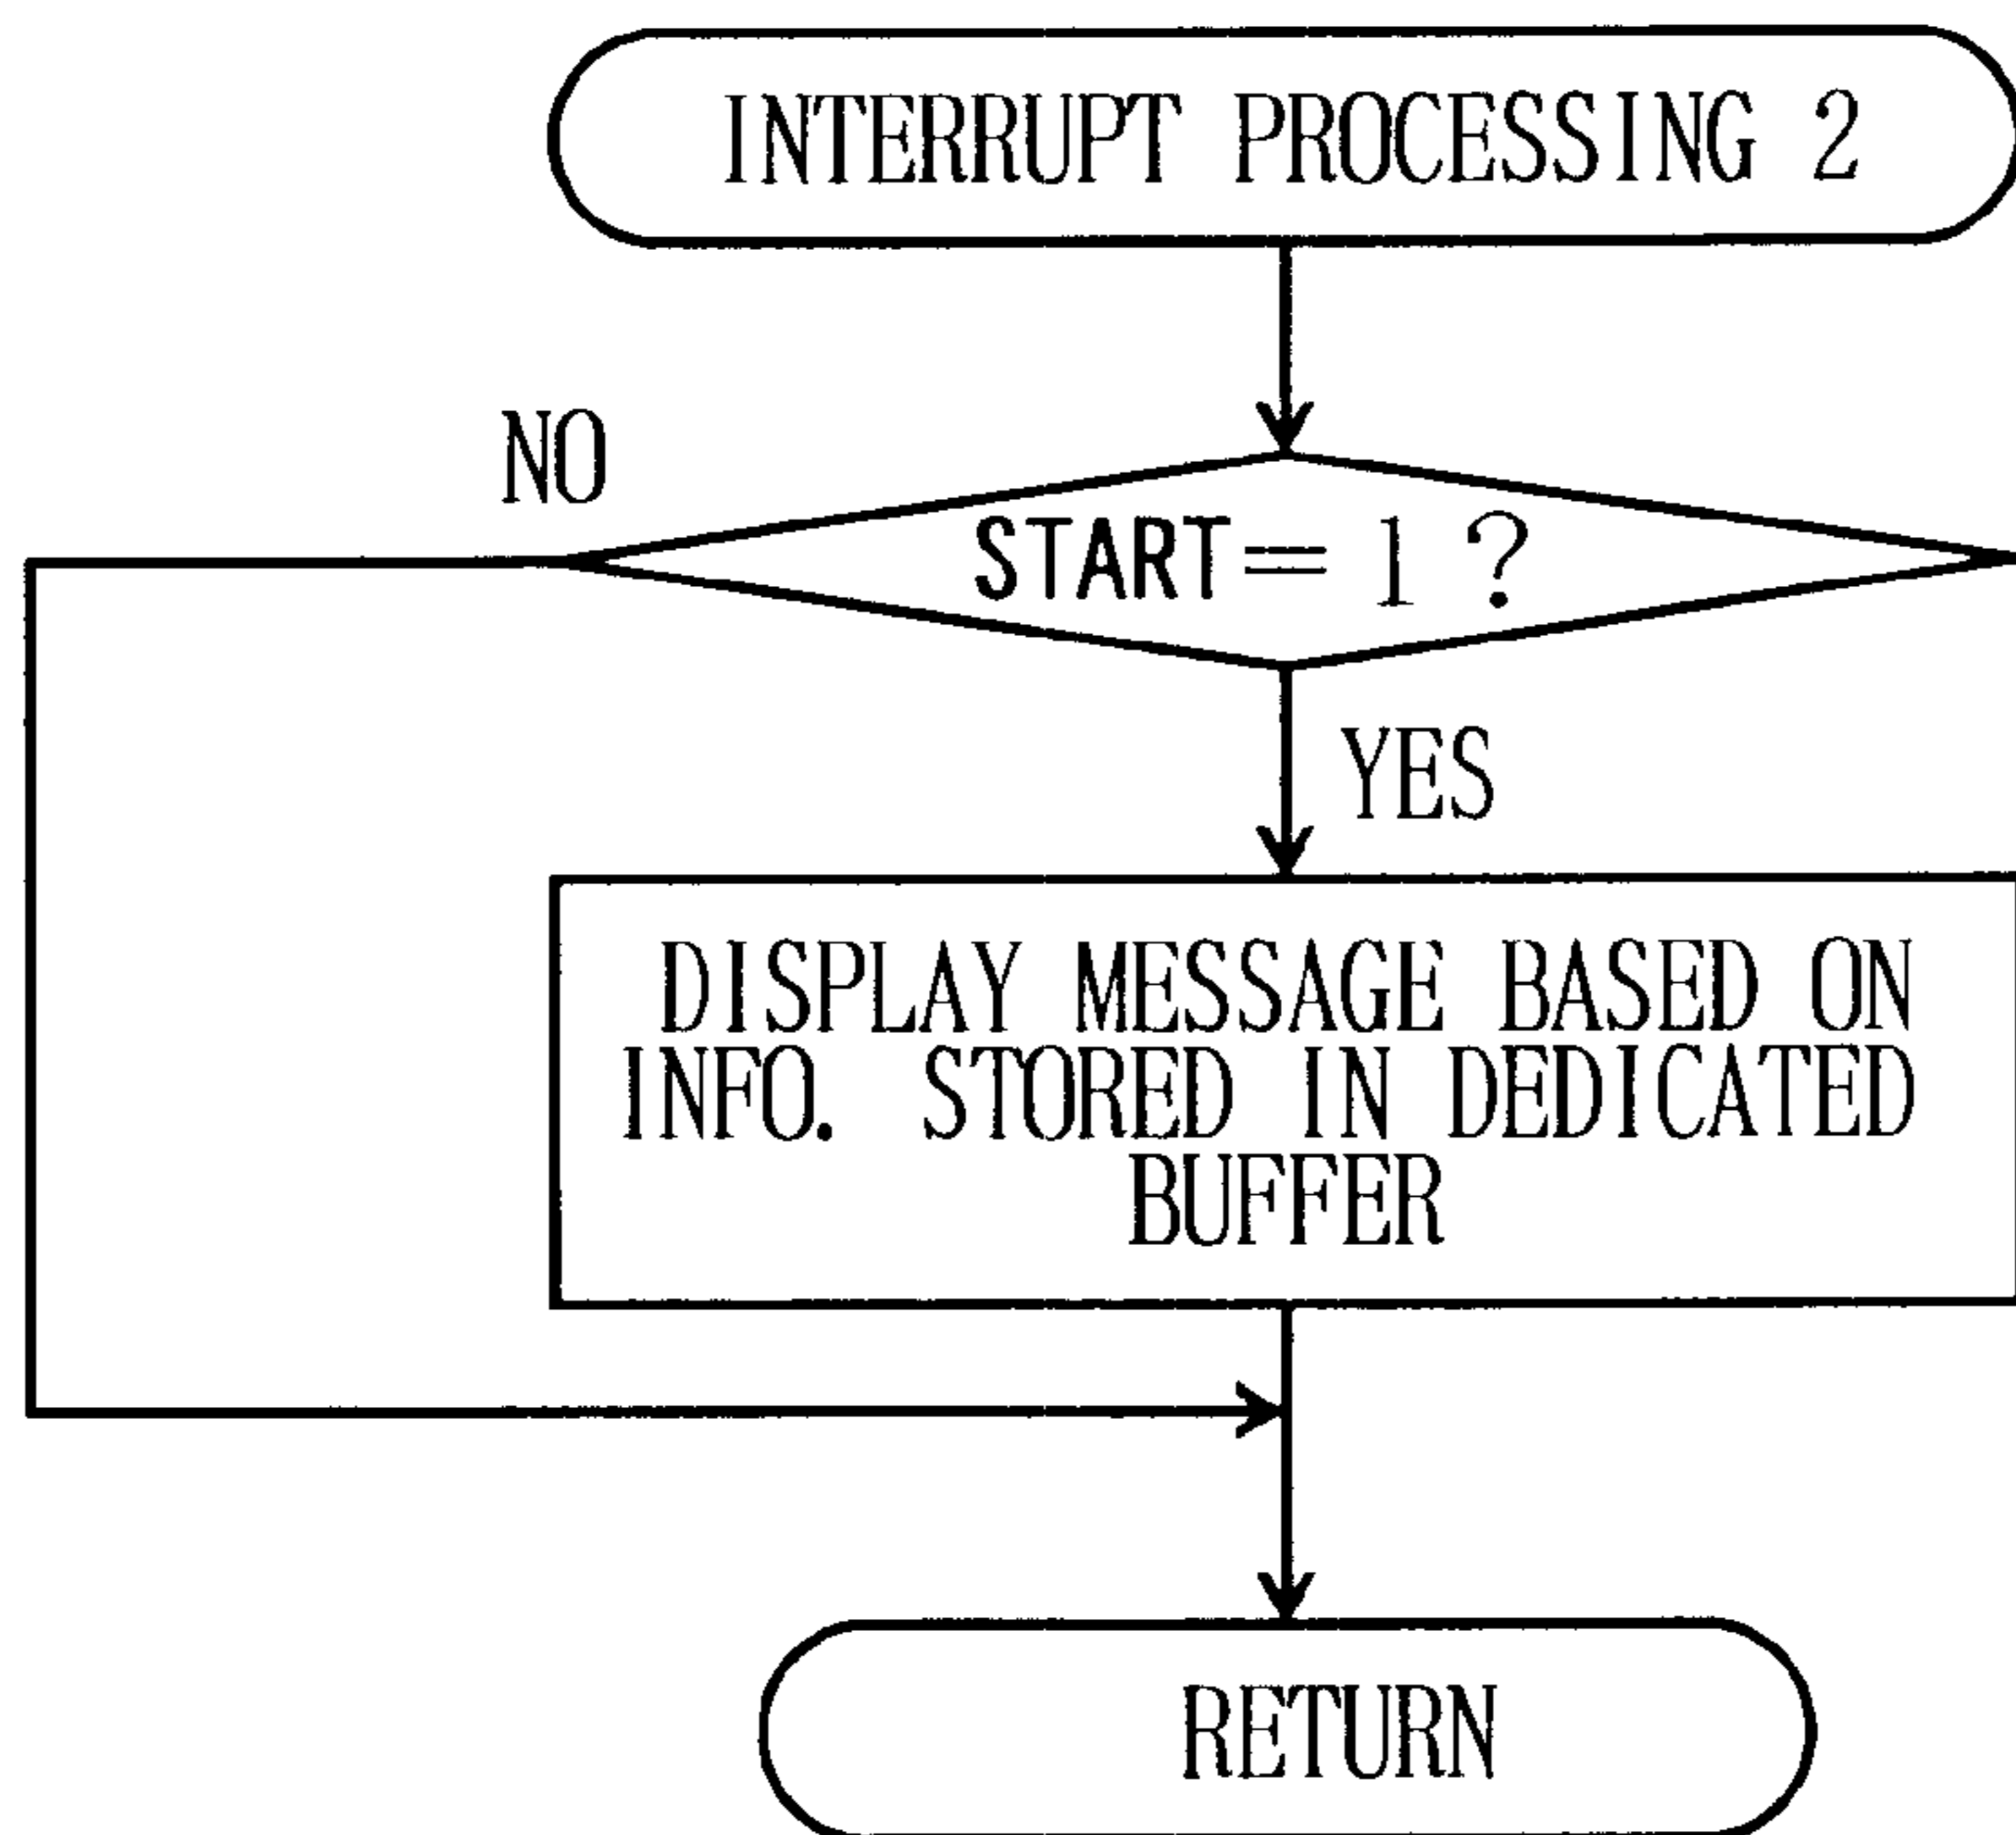 INTERRUPT PROCESSING 2
NO
START= 1 ?
YES
DISPLAY MESSAGE BASED ON
INFO. STORED IN DEDICATED
BUFFER
RETURN